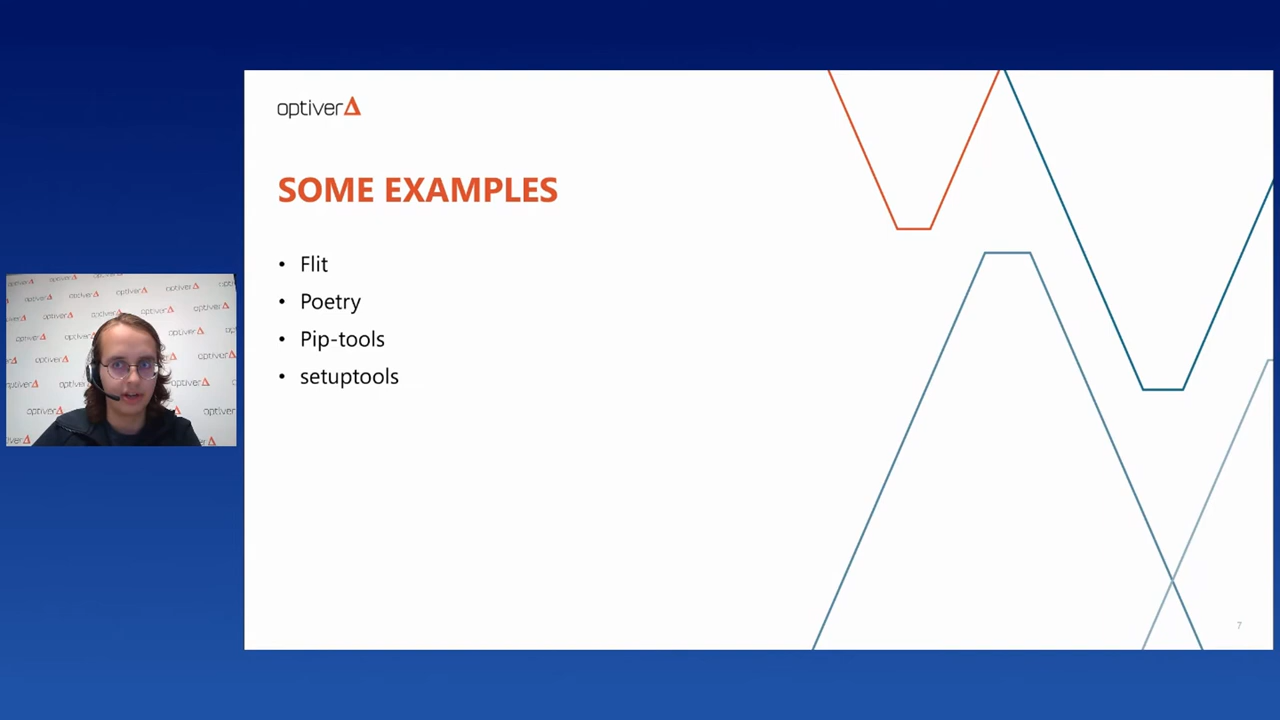 optiver
SOME EXAMPLES
• Flit
• Poetry
• Pip-tools
• setuptools
7